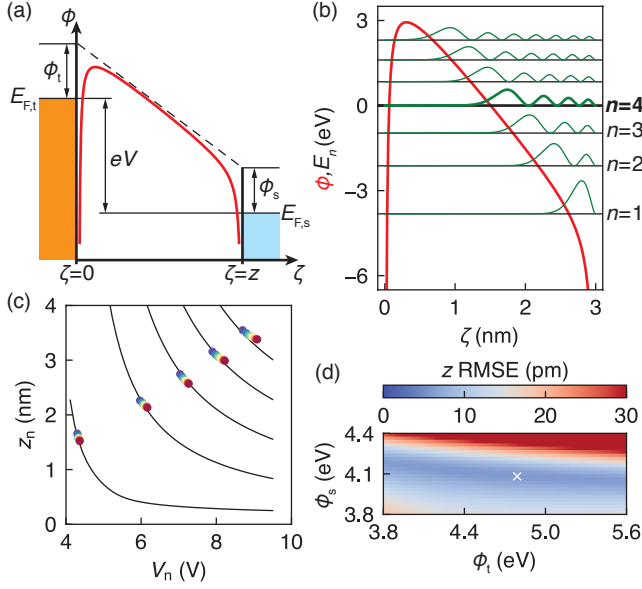 (a)
ϕ
ϕt
EF,t
eV
ϕs
EF,s
ζ=0
ζ=z
ζ
(b)
3
0
-3
-6
ϕ, En (eV)
n=4
n=3
n=2
n=1
0
1
2
3
ζ (nm)
(c)
4
3
2
1
0
zn (nm)
4
6
8
10
Vn (V)
(d)
z RMSE (pm)
0
10
20
30
4.4
4.1
3.8
ϕs (eV)
×
3.8
4.4
5.0
5.6
ϕt (eV)